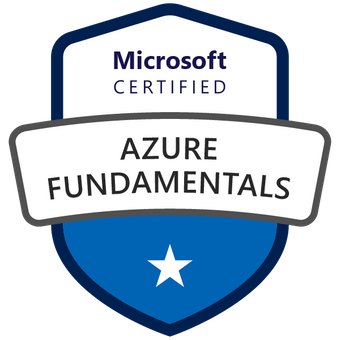 Microsoft
CERTIFIED
AZURE
FUNDAMENTALS